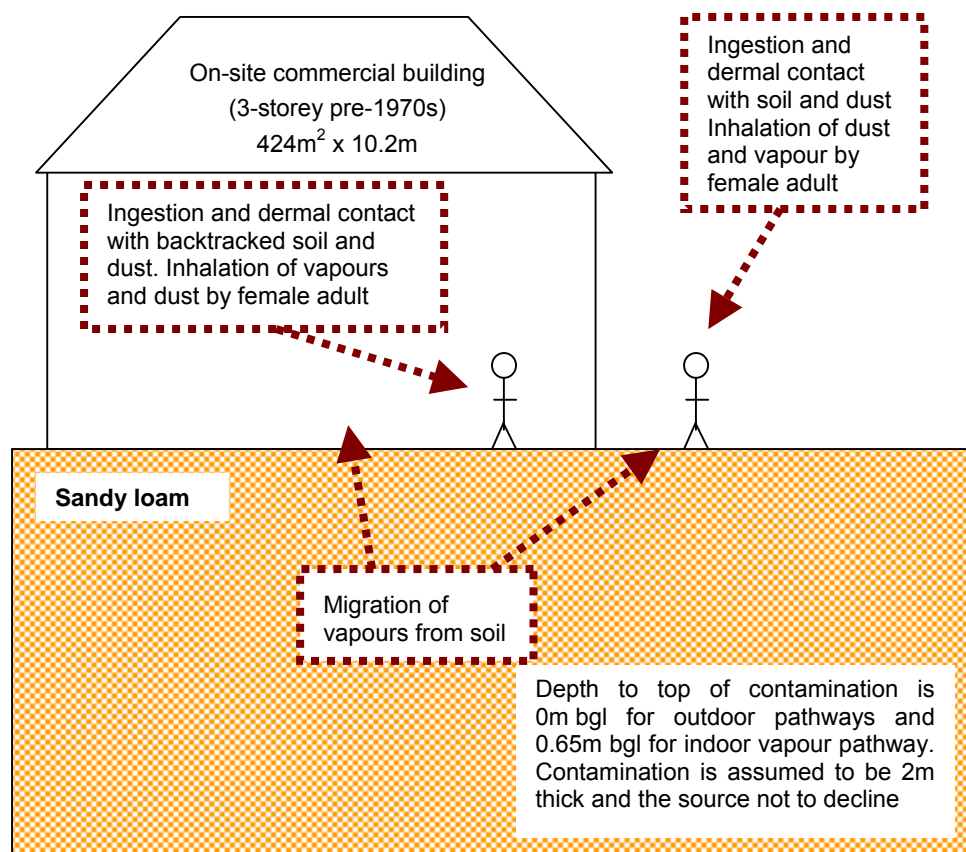 On-site commercial building
(3-storey pre-1970s)
424m² x 10.2m
Ingestion and
dermal contact
with soil and dust
Inhalation of dust
and vapour by
female adult
Ingestion and dermal contact
with backtracked soil and
dust. Inhalation of vapours
and dust by female adult
Sandy loam
Migration of
vapours from soil
Depth to top of contamination is
0m bgl for outdoor pathways and
0.65m bgl for indoor vapour pathway.
Contamination is assumed to be 2m
thick and the source not to decline